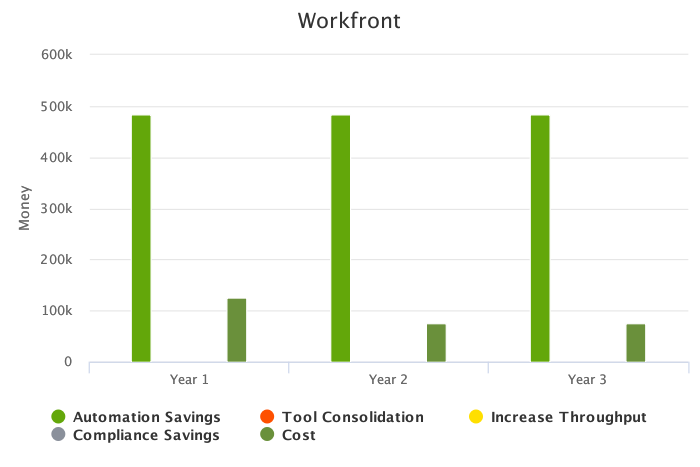 Workfront
600k
500k
400k
300k
200k
100k
0
Money
Year 1 Year 2 Year 3
Automation Savings Tool Consolidation Increase Throughput
Compliance Savings Cost